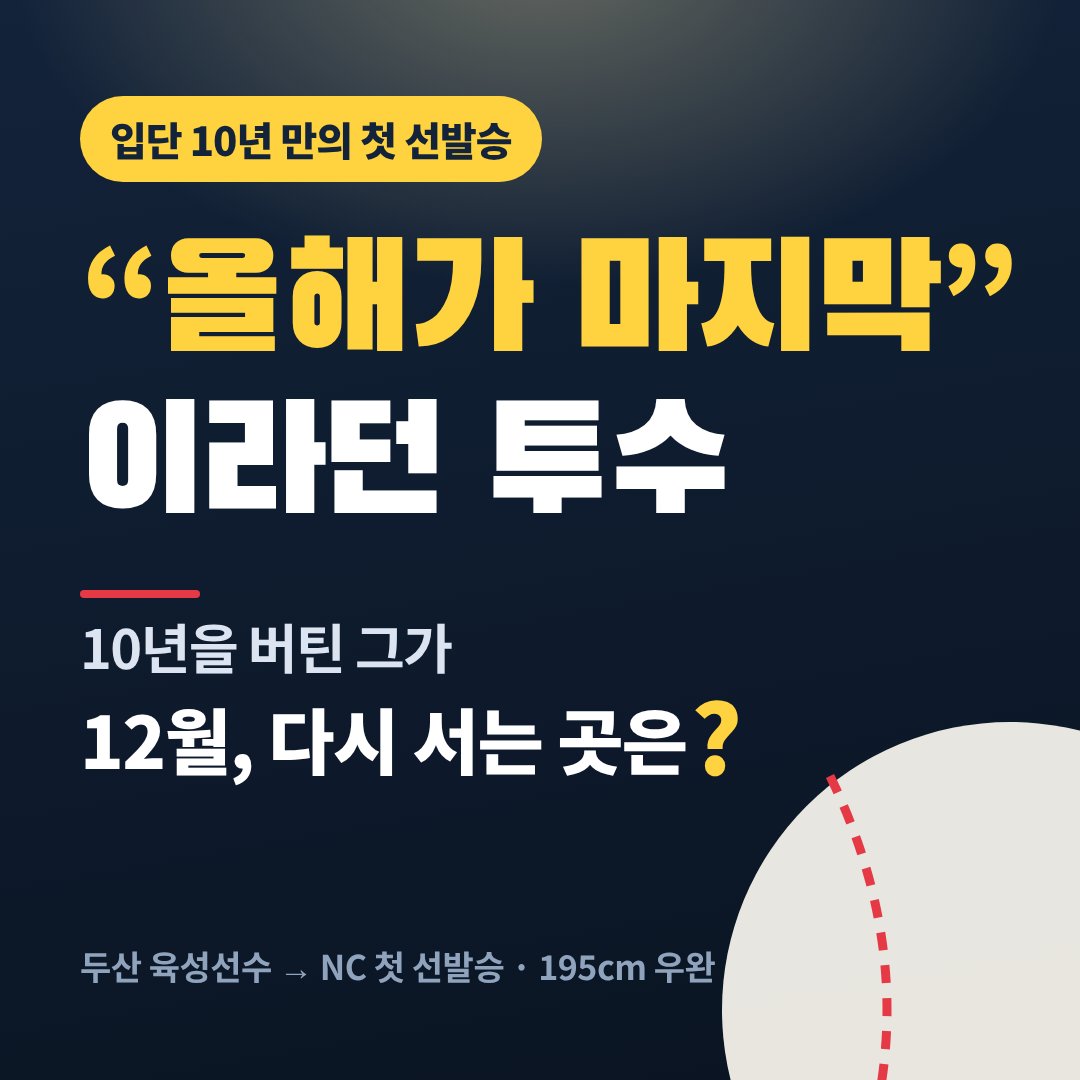 입단 10년 만의 첫 선발승
“올해가 마지막”
이라던 투수
10년을 버틴 그가
12월, 다시 서는 곳은?
두산 육성선수 → NC 첫 선발승 · 195cm 우완